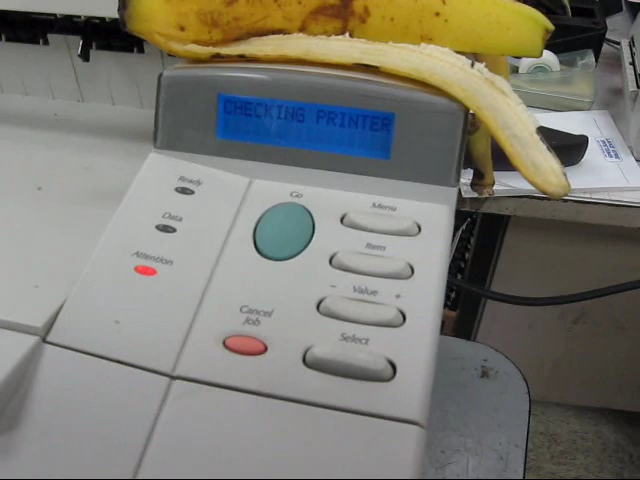 CHECKING PRINTER
Ready
Data
Attention
Go
Cancel
Job
Menu
Item
- Value +
Select